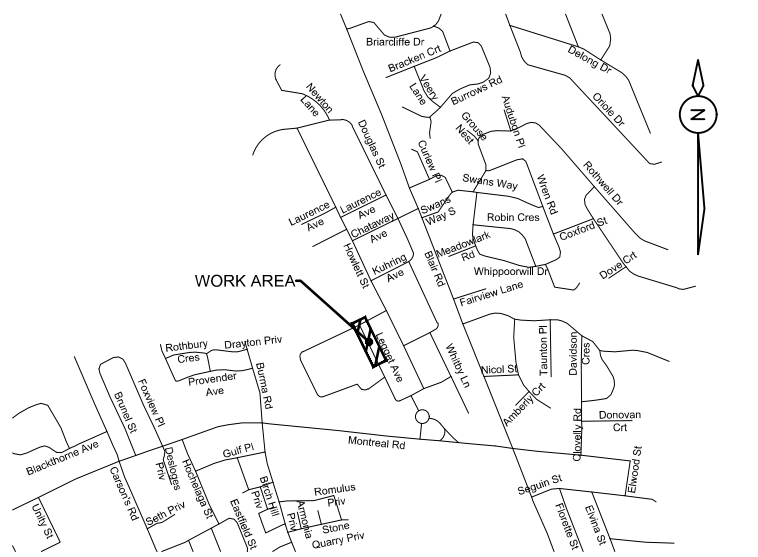 Briarcliffe Dr
Bracken Crt
Delong Dr
Veery
Lane
Burrows Rd
Oriole Dr
Newton
Lane
Audubon Pl
N
Grouse
Nest
Douglas St
Curlew Pl
Rothwell Dr
Swans Way
Wren Rd
Laurence
Ave
Laurence
Ave
Swans
Way S
Robin Cres
Coxford St
Chataway
Ave
Meadowlark
Rd
Howlett St
Kuhring
Ave
Blair Rd
Whippoorwill Dr
Dove Crt
WORK AREA
Fairview Lane
Rothbury
Cres
Drayton Priv
Legget Ave
Whitby Ln
Taunton Pl
Davidson
Cres
Provender
Ave
Burma Rd
Nicol St
Brunel St
Foxview Pl
Amberly Crt
Donovan
Crt
Clovelly Rd
Montreal Rd
Blackthorne Ave
Gulf Pl
Desloges
Priv
Hochelaga St
Carson's Rd
Elwood St
Seguin St
Birch Hill
Priv
Romulus
Priv
Unity St
Seth Priv
Eastfield St
Armonia
Priv
Stone
Quarry Priv
Florette St
Elvina St